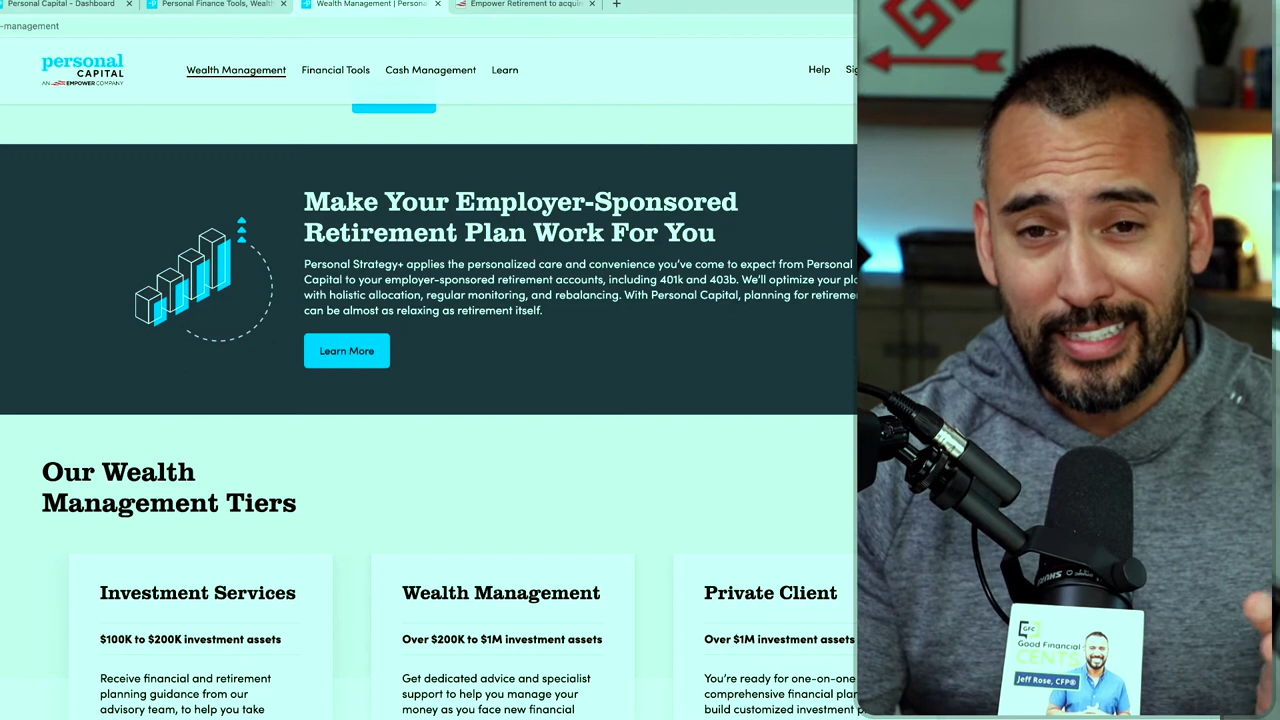 Personal Capital - Dashboard
Personal Finance Tools, Wealt
Wealth Management | Persona
Empower Retirement to acquir
-management
personal
CAPITAL
AN EMPOWER COMPANY
Wealth Management
Financial Tools
Cash Management
Learn
Help
Make Your Employer-Sponsored
Retirement Plan Work For You
Personal Strategy+ applies the personalized care and convenience you've come to expect from Personal
Capital to your employer-sponsored retirement accounts, including 401k and 403b. We'll optimize your
with holistic allocation, regular monitoring, and rebalancing. With Personal Capital, planning for
can be almost as relaxing as retirement itself.
Learn More
Our Wealth
Management Tiers
Investment Services
$100K to $200K investment assets
Receive financial and retirement
planning guidance from our
advisory team, to help you take
Wealth Management
Over $200K to $1M investment assets
Get dedicated advice and specialist
support to help you manage your
money as you face new financial
Private Client
Over $1M investment assets
You're ready for one-on-one
comprehensive financial
build customized investment
SHURE
GFC
Good Financial
CENTS
Jeff Rose, CFP®